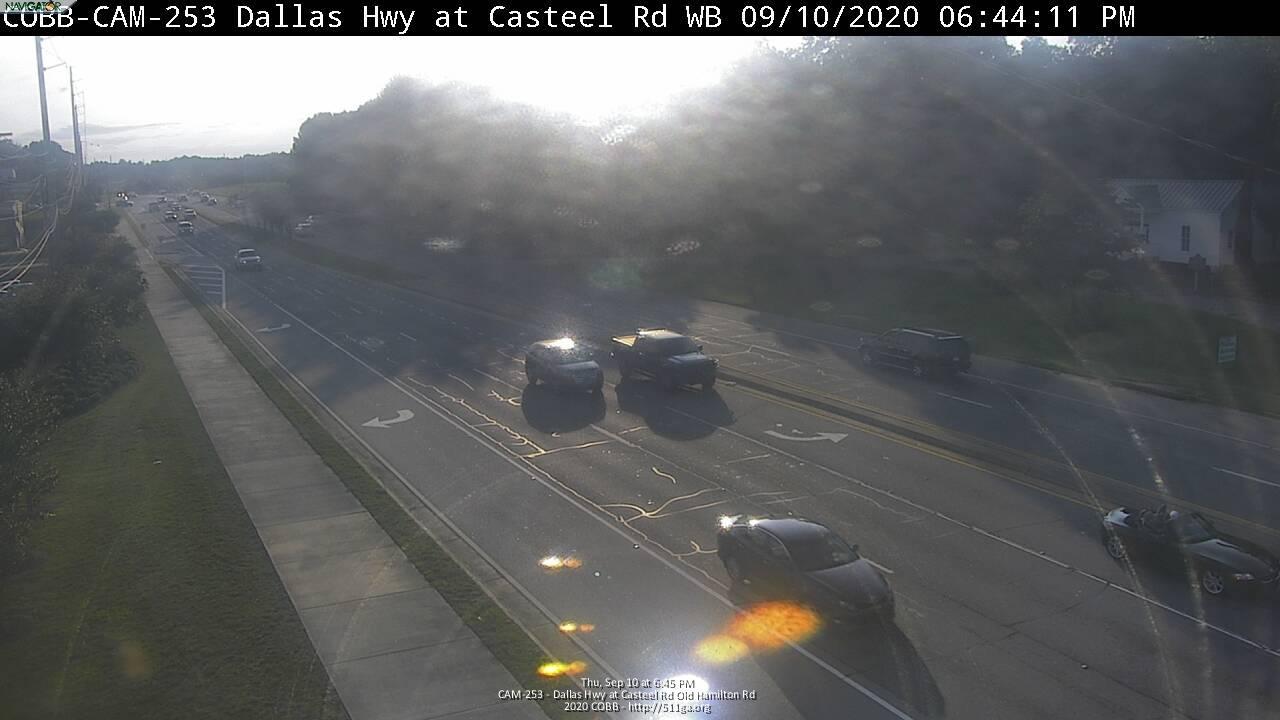 NAVIGATOR
COBB-CAM-253 Dallas Hwy at Casteel Rd WB 09/10/2020 06:44:11 PM
Thu, Sep 10 at 6:45 PM
CAM-253 - Dallas Hwy at Casteel Rd Old Hamilton Rd
2020 COBB - http://511ga.org